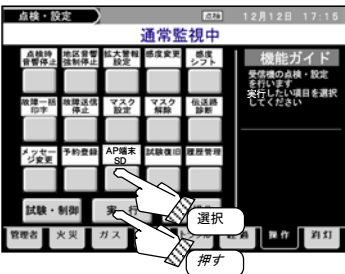 点検・設定 点検 12月12日 17:15
通常監視中
点検時
音響停止
地区音響
強制停止
拡大警報
設定
感度変更
感度
シフト
機能ガイド
受信機の点検・設定
を行います
実行したい項目を選択
してください
故障一括
印字
故障送信
停止
マスク
設定
マスク
解除
伝送路
診断
メッセー
ジ変更
予約登録
AP端末
SD
試験復旧
履歴管理
試験・制御
実 行
選択
管理者
火災
ガス
操作
消灯
押す